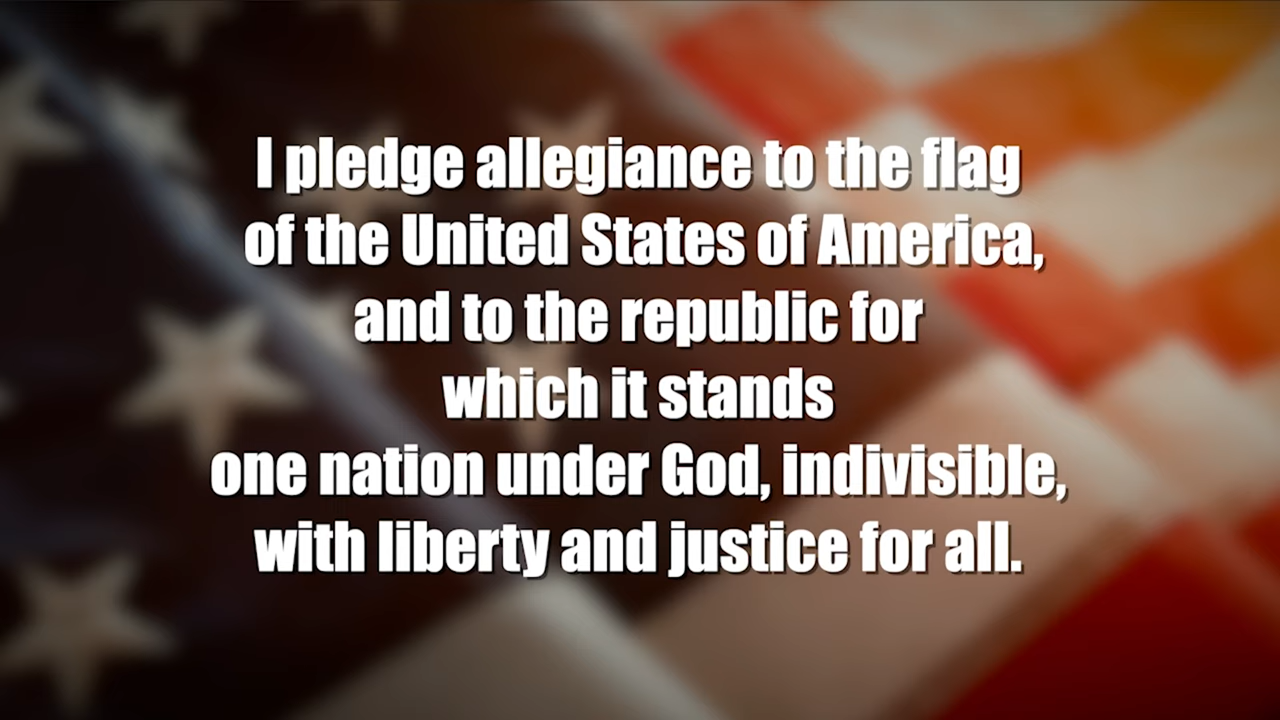 I pledge allegiance to the flag
of the United States of America,
and to the republic for
which it stands
one nation under God, indivisible,
with liberty and justice for all.